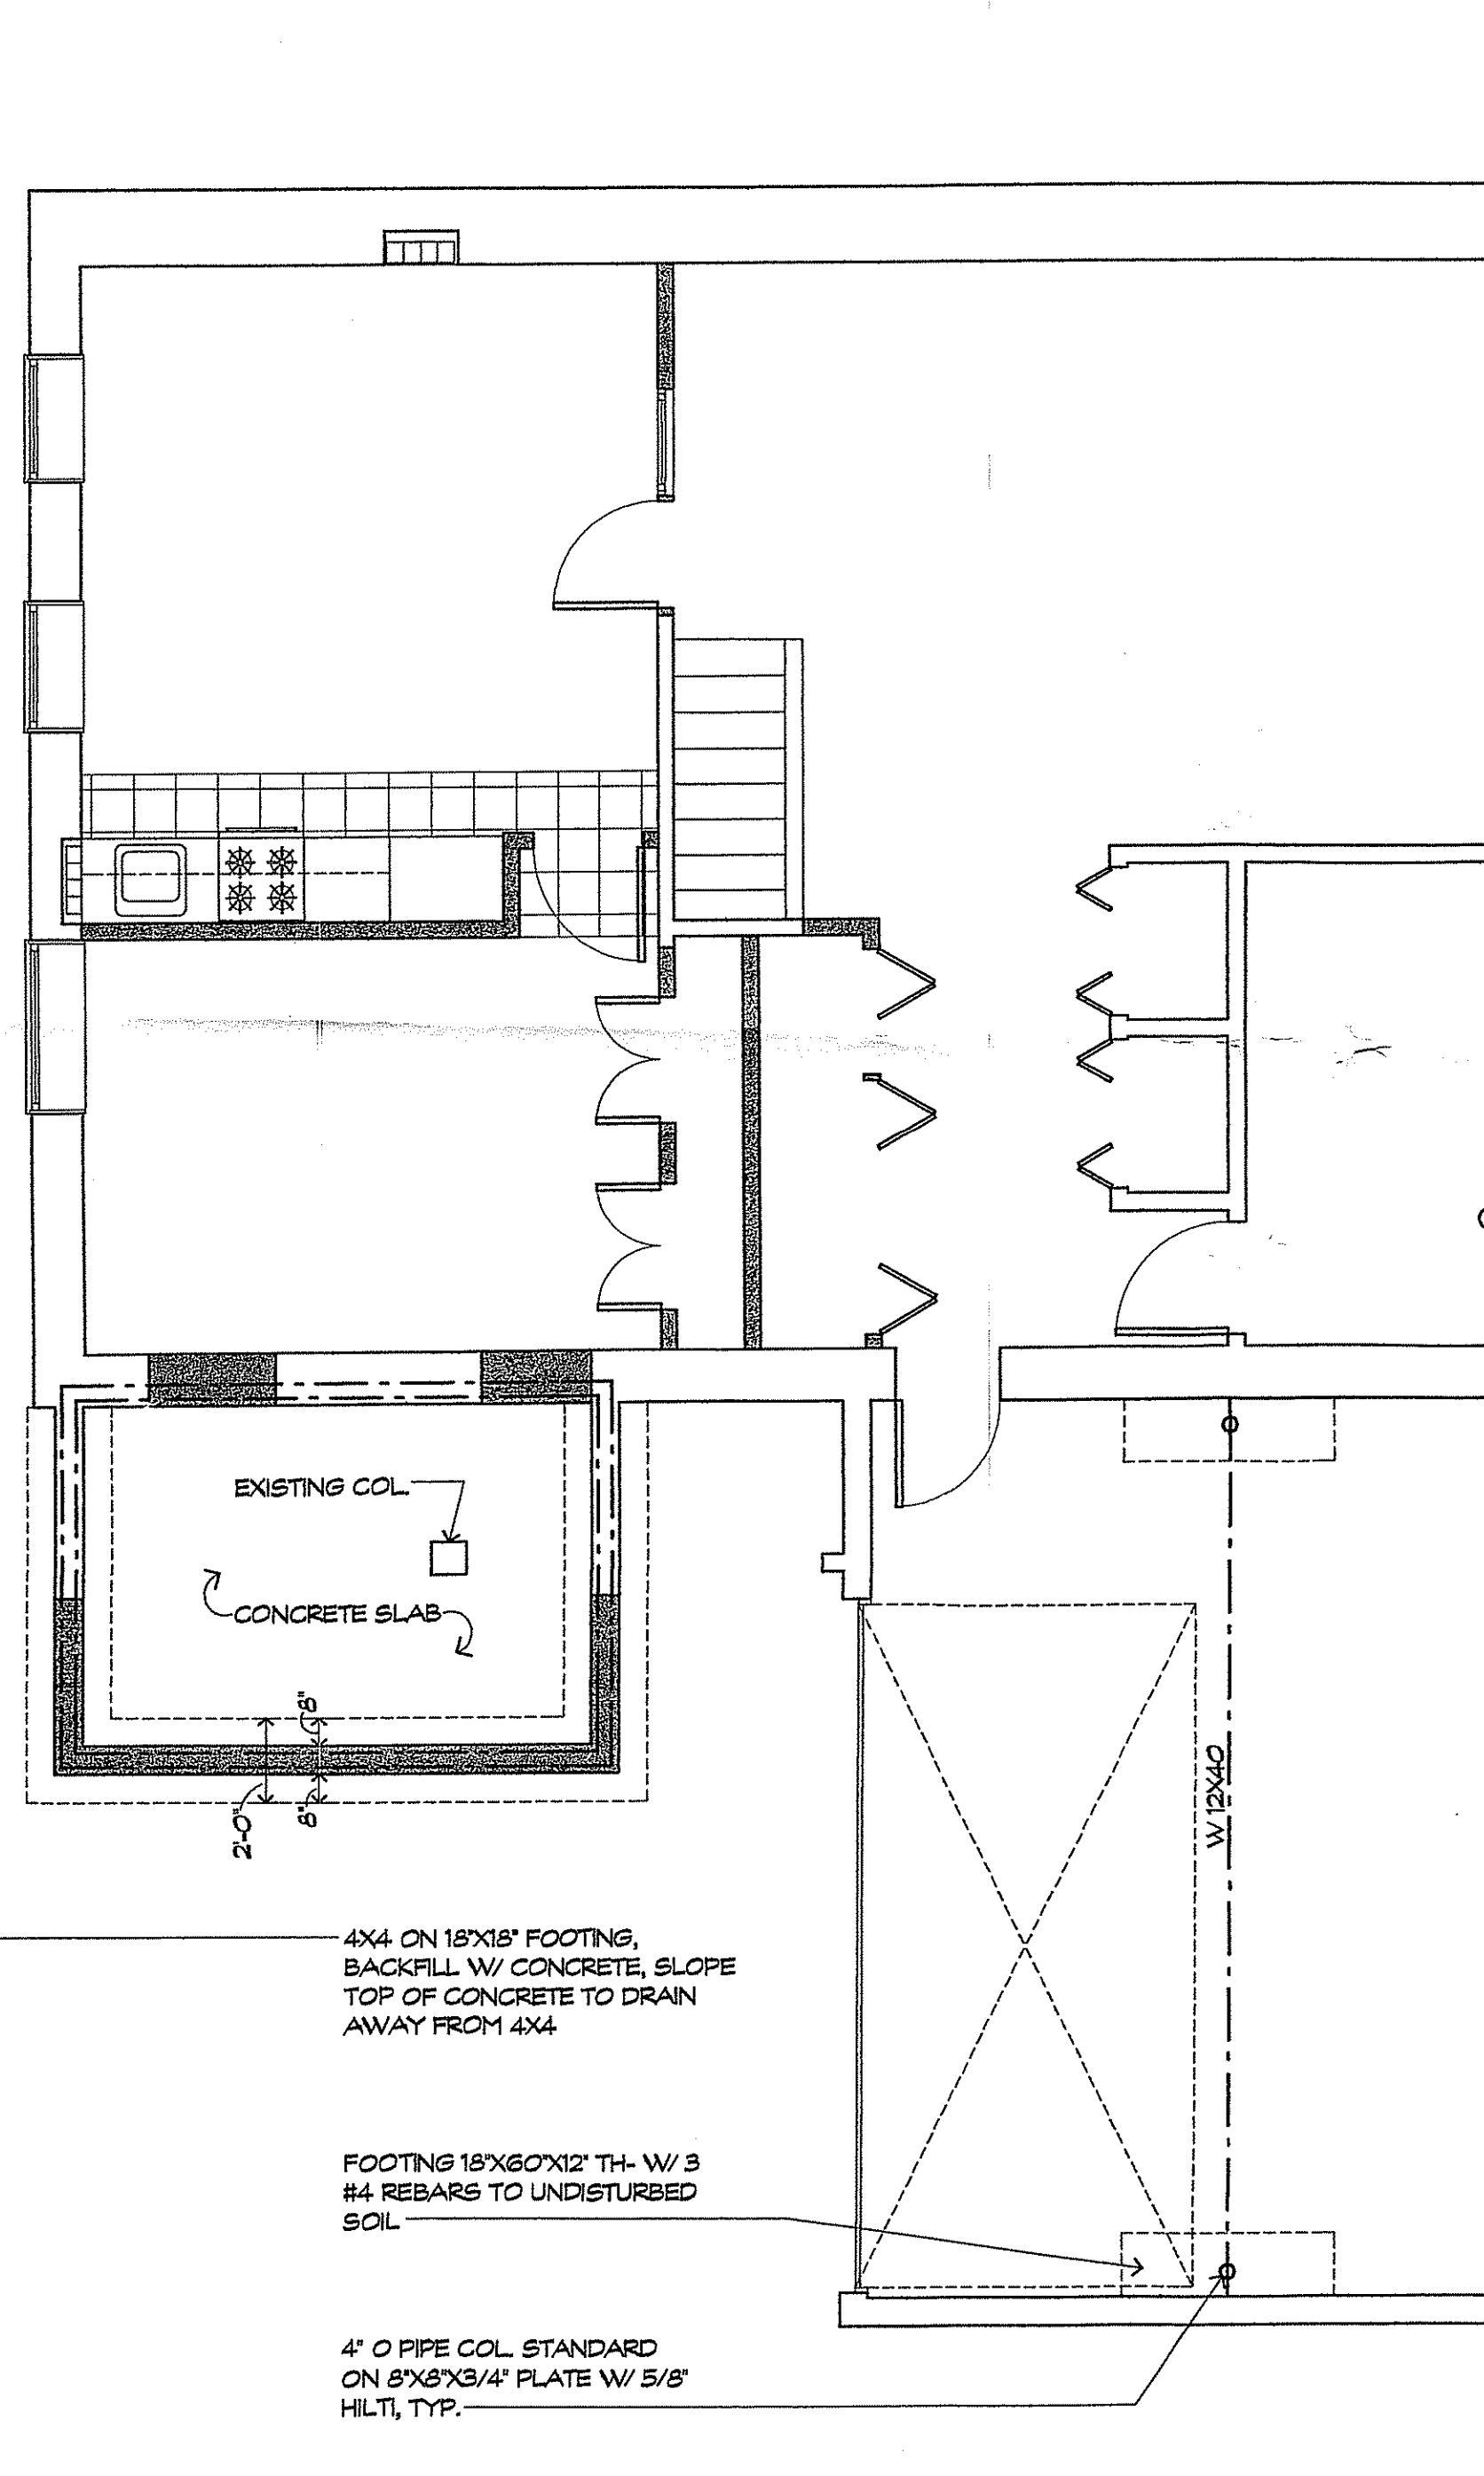 EXISTING COL.
CONCRETE SLAB
8"
2'-0"
8"
W 12X40
4X4 ON 18"X18" FOOTING,
BACKFILL W/ CONCRETE, SLOPE
TOP OF CONCRETE TO DRAIN
AWAY FROM 4X4
FOOTING 18"X60"X12" TH- W/ 3
#4 REBARS TO UNDISTURBED
SOIL
4" O PIPE COL. STANDARD
ON 8"X8"X3/4" PLATE W/ 5/8"
HILTI, TYP.